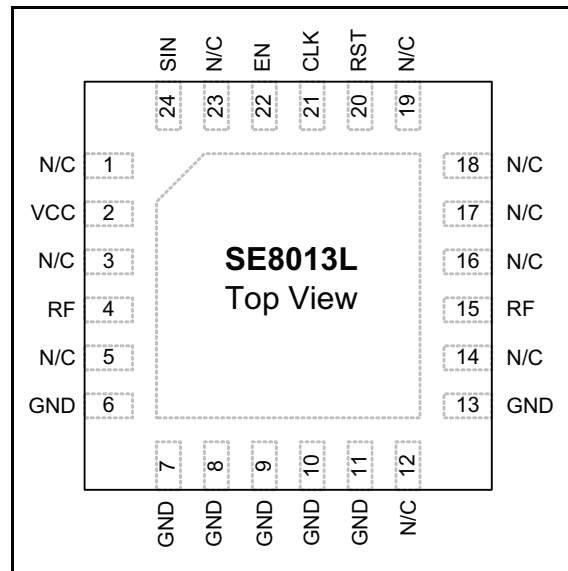 SIN N/C EN CLK RST N/C
24 23 22 21 20 19
N/C 1 18 N/C
VCC 2 17 N/C
N/C 3 16 N/C
RF 4 15 RF
N/C 5 14 N/C
GND 6 13 GND
SE8013L
Top View
7 8 9 10 11 12
GND GND GND GND GND N/C